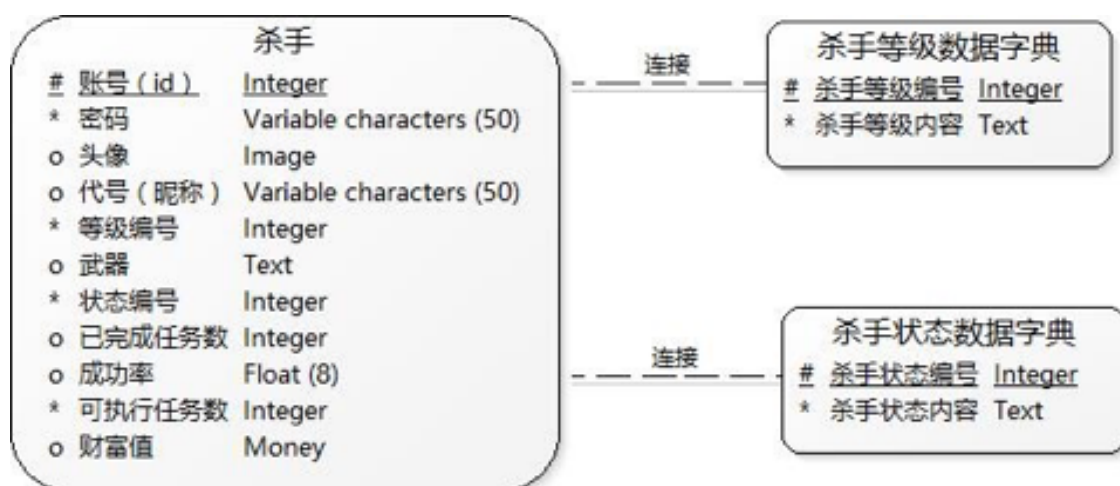 杀手
# 账号（id） Integer
* 密码 Variable characters (50)
o 头像 Image
o 代号（昵称） Variable characters (50)
* 等级编号 Integer
o 武器 Text
* 状态编号 Integer
o 已完成任务数 Integer
o 成功率 Float (8)
* 可执行任务数 Integer
o 财富值 Money
连接
杀手等级数据字典
# 杀手等级编号 Integer
* 杀手等级内容 Text
连接
杀手状态数据字典
# 杀手状态编号 Integer
* 杀手状态内容 Text